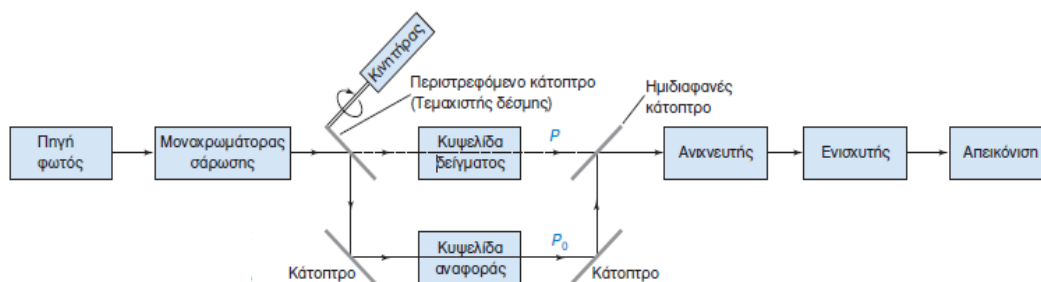 Κινητήρας
Περιστρεφόμενο κάτοπτρο
(Τεμαχιστής δέσμης)
Ημιδιαφανές
κάτοπτρο
Πηγή
φωτός
Μονοχρωμάτορας
σάρωσης
Κυψελίδα
δείγματος
P
Ανιχνευτής
Ενισχυτής
Απεικόνιση
Κάτοπτρο
Κυψελίδα
αναφοράς
P₀
Κάτοπτρο